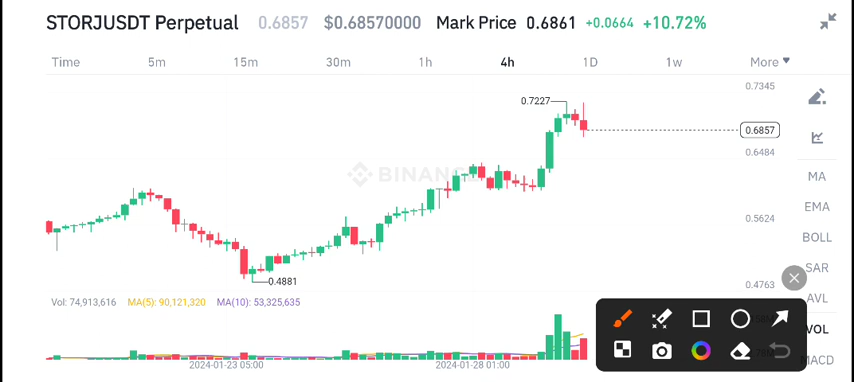 STORJUSDT Perpetual 0.6857 $0.68570000 Mark Price 0.6861 +0.0664 +10.72%
Time 5m 15m 30m 1h 4h 1D 1w More
0.7345
0.7227
0.6857
0.6484
BINANCE
MA
EMA
0.5624
BOLL
SAR
0.4881
0.4763
AVL
Vol: 74,913,616 MA(5): 90,121,320 MA(10): 53,325,635
VOL
MACD
2024-01-23 05:00 2024-01-28 01:00